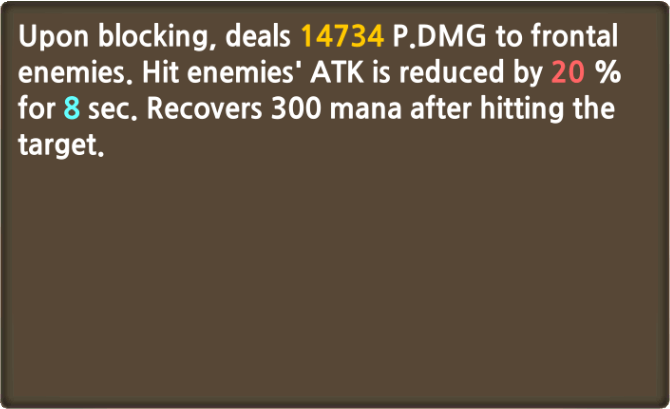 Upon blocking, deals 14734 P.DMG to frontal
enemies. Hit enemies' ATK is reduced by 20 %
for 8 sec. Recovers 300 mana after hitting the
target.